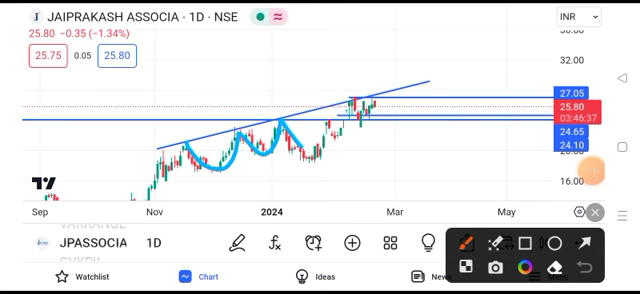 JAIPRAKASH ASSOCIA · 1D · NSE
INR
25.80 −0.35 (−1.34%)
25.75 0.05 25.80
32.00
27.05
25.80
03:46:37
24.65
24.10
16.00
Sep Nov 2024 Mar May
JPASSOCIA 1D
Watchlist Chart Ideas News